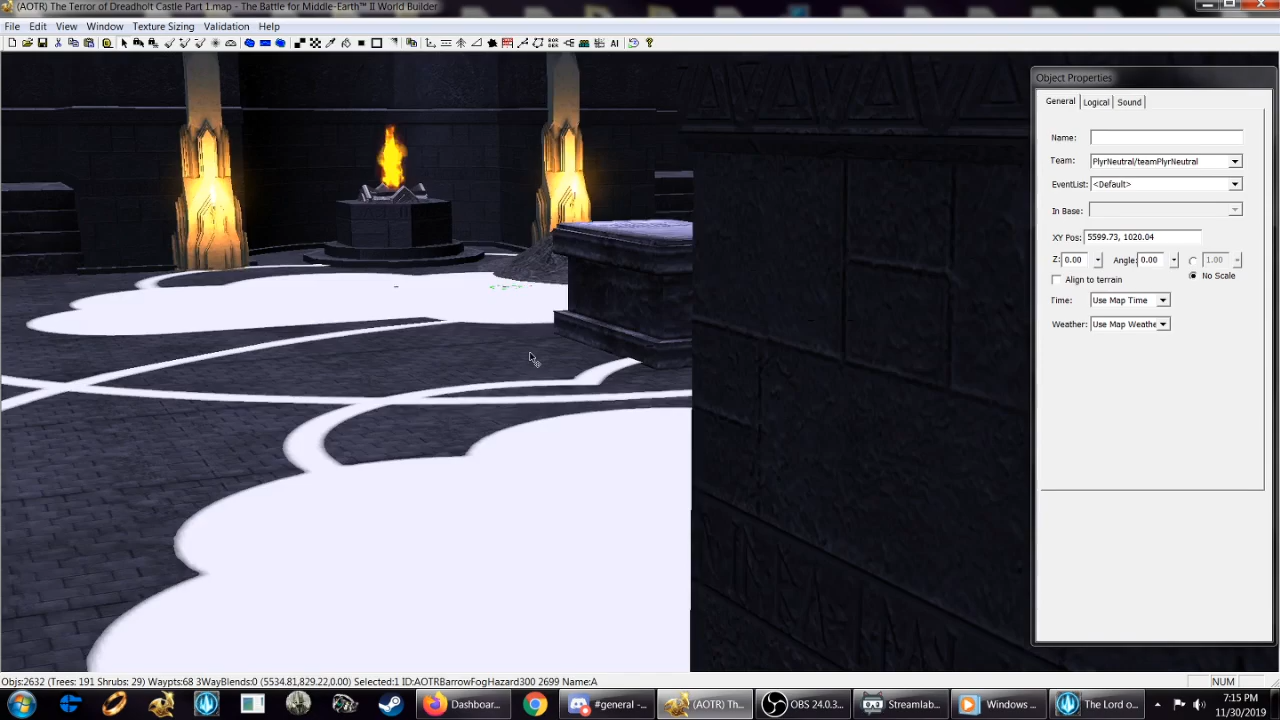 (AOTR) The Terror of Dreadholt Castle Part 1.map - The Battle for Middle-Earth™ II World Builder
File Edit View Window Texture Sizing Validation Help
AI
Object Properties
General Logical Sound
Name:
Team: PlyrNeutral/teamPlyrNeutral
EventList: <Default>
In Base:
XY Pos: 5599.73, 1020.04
Z: 0.00 Angle: 0.00 1.00
No Scale
Align to terrain
Time: Use Map Time
Weather: Use Map Weathe
Objs:2632 (Trees: 191 Shrubs: 29) Waypts:68 3WayBlends:0 (5534.81,829.22,0.00) Selected:1 ID:AOTRBarrowFogHazard300 2699 Name:A
NUM
Dashboar... #general -... (AOTR) Th... OBS 24.0.3... Streamlab... Windows ... The Lord o...
7:15 PM
11/30/2019